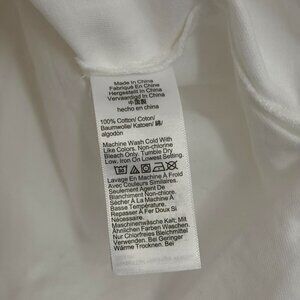 Made In China
Fabriqué En Chine
Hergestellt In China
Vervaardigd In China
中国製
hecho en china
100% Cotton/ Coton/
Baumwolle/ Katoen/ 綿/
algodón
Machine Wash Cold With
Like Colors. Non-chlorine
Bleach Only. Tumble Dry
Low. Iron On Lowest Setting.
Lavage En Machine À Froid
Avec Couleurs Similaires.
Seulement Agent De
Blanchiment Non-chlore.
Sécher À La Machine À
Basse Température.
Repasser À Fer Doux Si
Nécessaire.
Maschinenwäsche Kalt; Mit
Ähnlichen Farben Waschen.
Nur Chlorfreies Bleichmittel
Verwenden. Bei Geringer